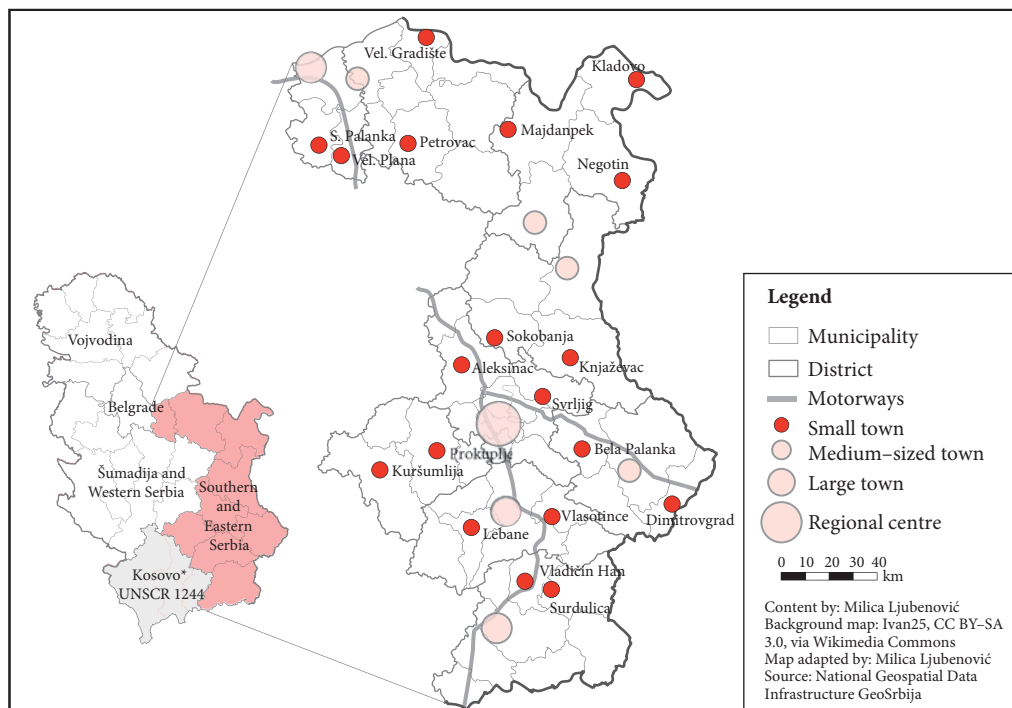 Vel. Gradište
Kladovo
S. Palanka
Vel. Plana
Petrovac
Majdanpek
Negotin
Sokobanja
Aleksinac
Knjaževac
Svrljig
Prokuplje
Kuršumlija
Bela Palanka
Dimitrovgrad
Vlasotince
Lebane
Vladičin Han
Surdulica
Vojvodina
Belgrade
Šumadija and
Western Serbia
Southern
and
Eastern
Serbia
Kosovo*
UNSCR 1244
Legend
Municipality
District
Motorways
Small town
Medium–sized town
Large town
Regional centre
0 10 20 30 40
km
Content by: Milica Ljubenović
Background map: Ivan25, CC BY–SA
3.0, via Wikimedia Commons
Map adapted by: Milica Ljubenović
Source: National Geospatial Data
Infrastructure GeoSrbija